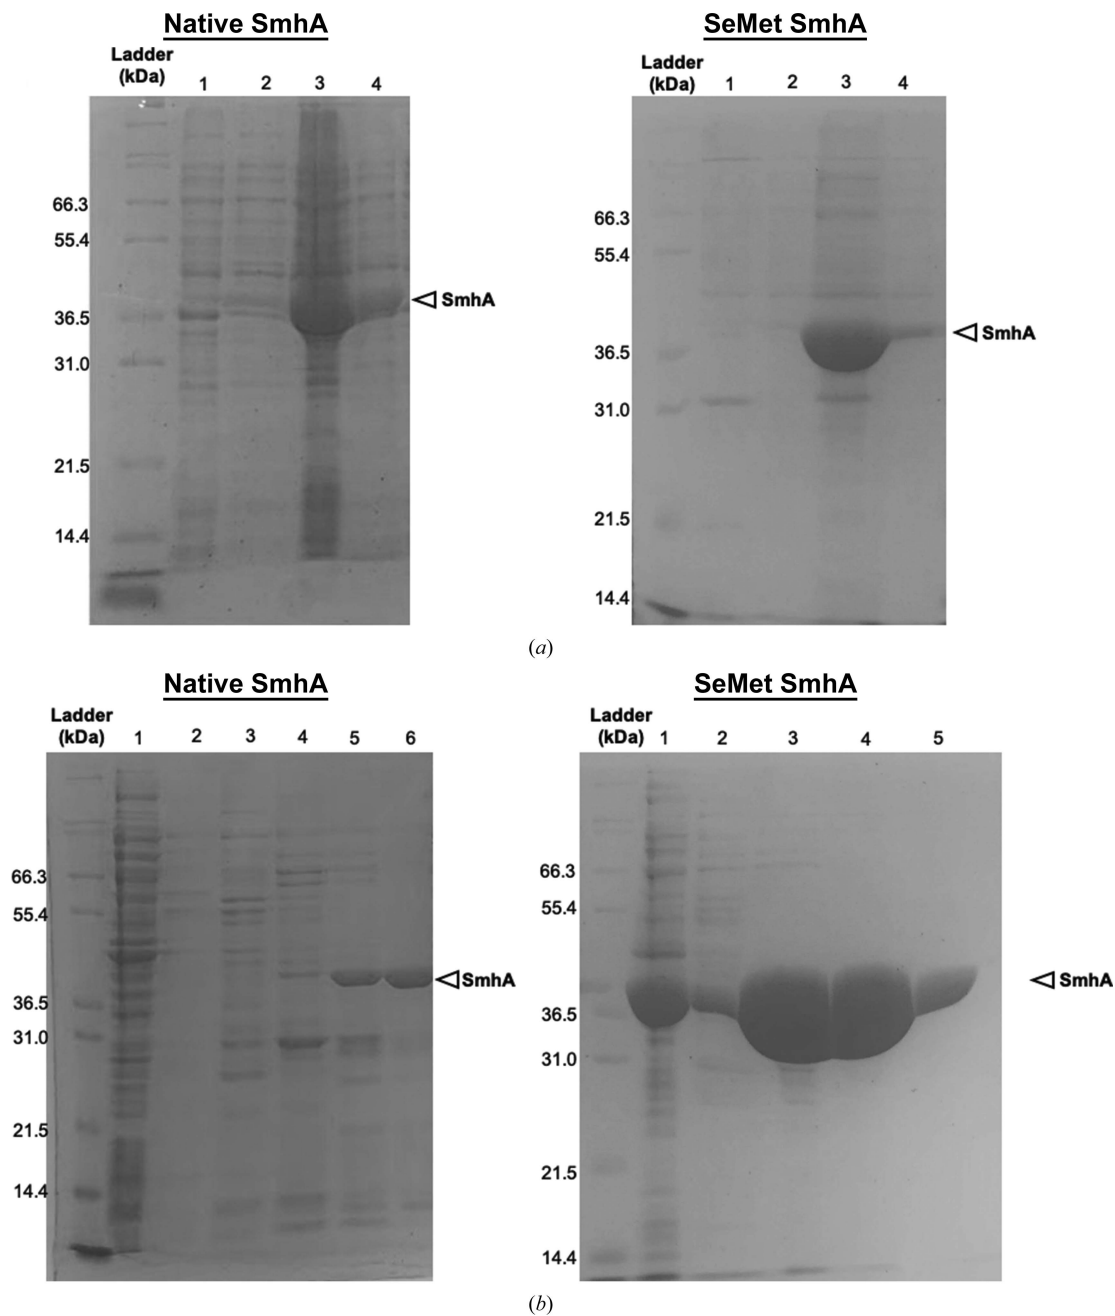 Native SmhA
SeMet SmhA
Ladder
(kDa)
1 2 3 4
66.3
55.4
36.5
31.0
21.5
14.4
SmhA
Ladder
(kDa)
1 2 3 4
66.3
55.4
36.5
31.0
21.5
14.4
SmhA
(a)
Native SmhA
SeMet SmhA
Ladder
(kDa) 1 2 3 4 5 6
66.3
55.4
36.5
31.0
21.5
14.4
SmhA
Ladder
(kDa) 1 2 3 4 5
66.3
55.4
36.5
31.0
21.5
14.4
SmhA
(b)